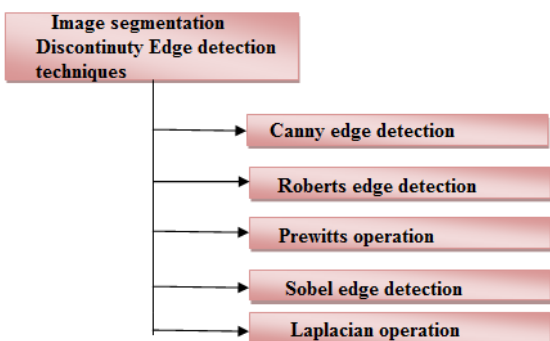 Image segmentation
Discontinuty Edge detection
techniques
Canny edge detection
Roberts edge detection
Prewitts operation
Sobel edge detection
Laplacian operation